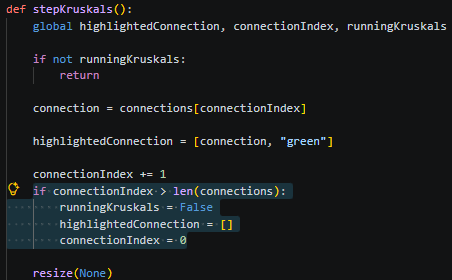 def stepKruskals():
global highlightedConnection, connectionIndex, runningKruskals
if not runningKruskals:
return
connection = connections[connectionIndex]
highlightedConnection = [connection, "green"]
connectionIndex += 1
if connectionIndex > len(connections):
runningKruskals = False
highlightedConnection = []
connectionIndex = 0
resize(None)